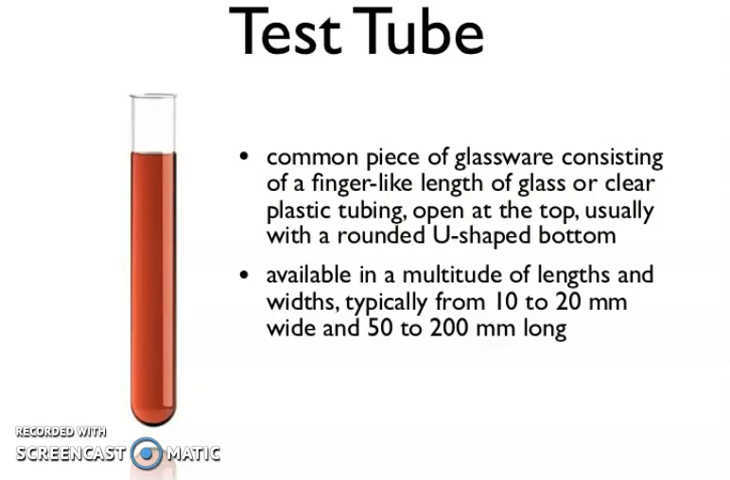 Test Tube
• common piece of glassware consisting
of a finger-like length of glass or clear
plastic tubing, open at the top, usually
with a rounded U-shaped bottom
• available in a multitude of lengths and
widths, typically from 10 to 20 mm
wide and 50 to 200 mm long
RECORDED WITH
SCREENCAST MATIC